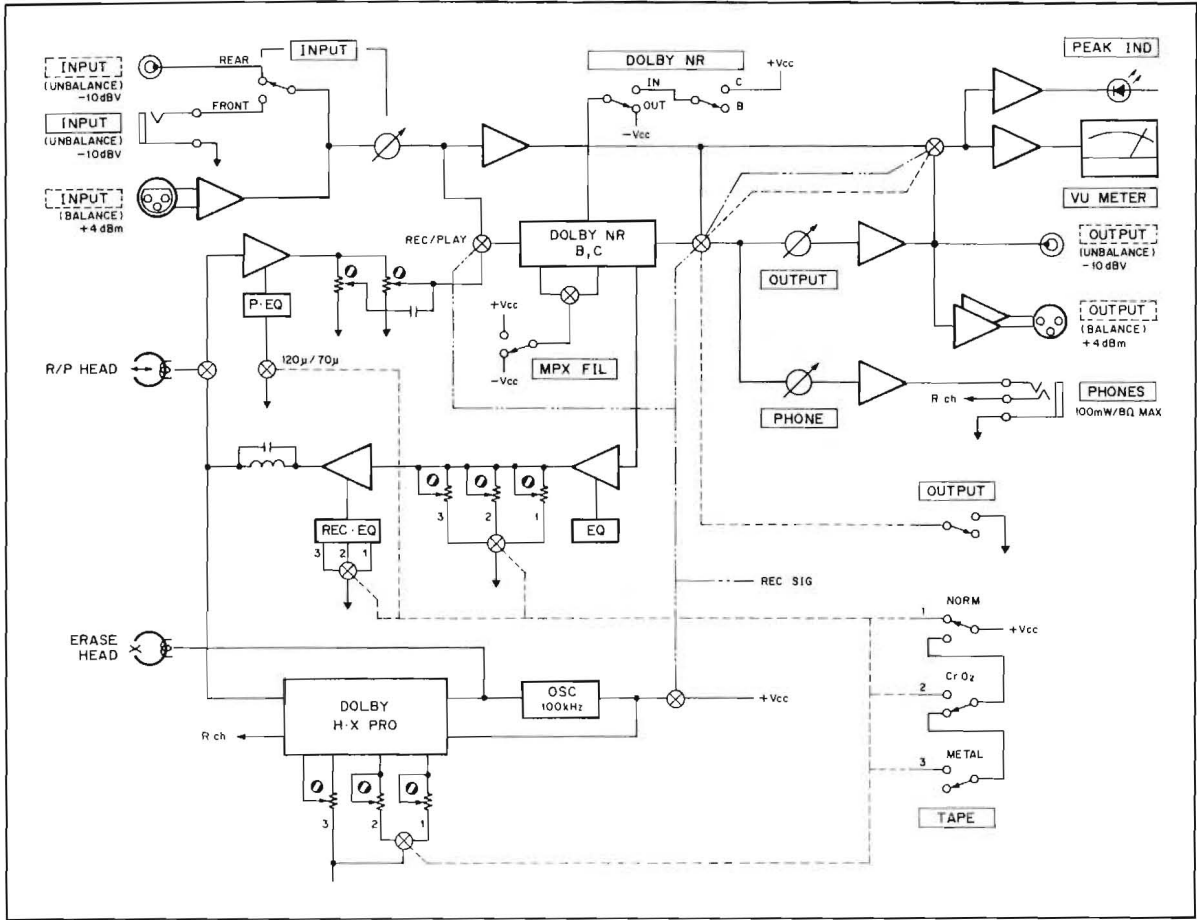 INPUT
(UNBALANCE)
-10dBV
REAR
INPUT
FRONT
INPUT
(UNBALANCE)
-10dBV
INPUT
(BALANCE)
+4dBm
DOLBY NR
IN
OUT
-Vcc
C
B
+Vcc
PEAK IND
VU METER
REC/PLAY
DOLBY NR
B,C
OUTPUT
OUTPUT
(UNBALANCE)
-10dBV
OUTPUT
(BALANCE)
+4dBm
P·EQ
120μ/70μ
+Vcc
-Vcc
MPX FIL
PHONE
R ch
PHONES
100mW/8Ω MAX
R/P HEAD
REC·EQ
3
2
1
3
2
1
EQ
OUTPUT
REC SIG
ERASE
HEAD
DOLBY
H·X PRO
OSC
100kHz
+Vcc
R ch
3
2
1
1
NORM
+Vcc
2
CrO₂
3
METAL
TAPE